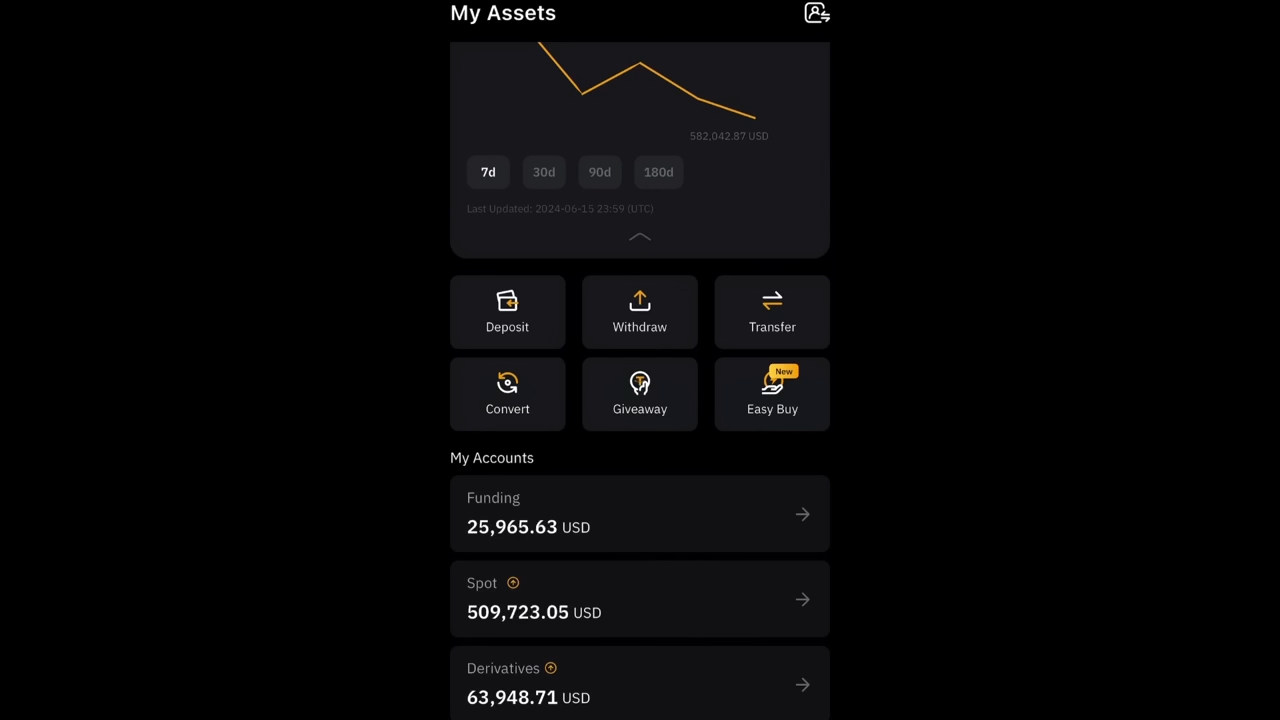 My Assets
582,042.87 USD
7d 30d 90d 180d
Last Updated: 2024-06-15 23:59 (UTC)
Deposit Withdraw Transfer
New
Convert Giveaway Easy Buy
My Accounts
Funding
25,965.63 USD
Spot
509,723.05 USD
Derivatives
63,948.71 USD